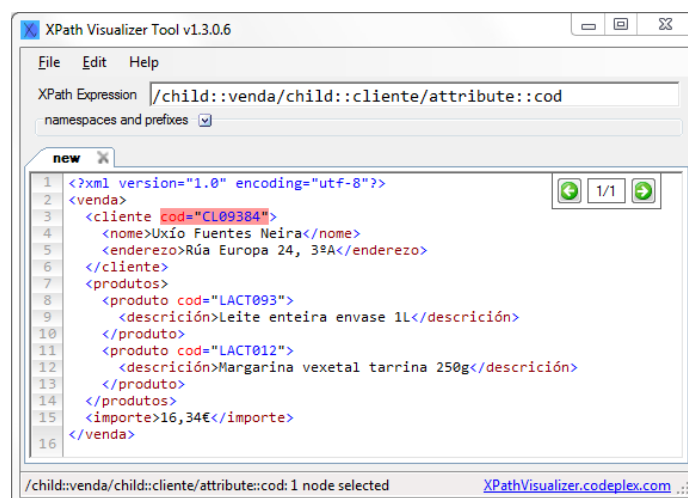 XPath Visualizer Tool v1.3.0.6
File Edit Help
XPath Expression /child::venda/child::cliente/attribute::cod
namespaces and prefixes
new
1/1
1 <?xml version="1.0" encoding="utf-8"?>
2 <venda>
3 <cliente cod="CL09384">
4 <nome>Uxío Fuentes Neira</nome>
5 <enderezo>Rúa Europa 24, 3ºA</enderezo>
6 </cliente>
7 <produtos>
8 <produto cod="LACT093">
9 <descrición>Leite enteira envase 1L</descrición>
10 </produto>
11 <produto cod="LACT012">
12 <descrición>Margarina vexetal tarrina 250g</descrición>
13 </produto>
14 </produtos>
15 <importe>16,34€</importe>
16 </venda>
/child::venda/child::cliente/attribute::cod: 1 node selected XPathVisualizer.codeplex.com